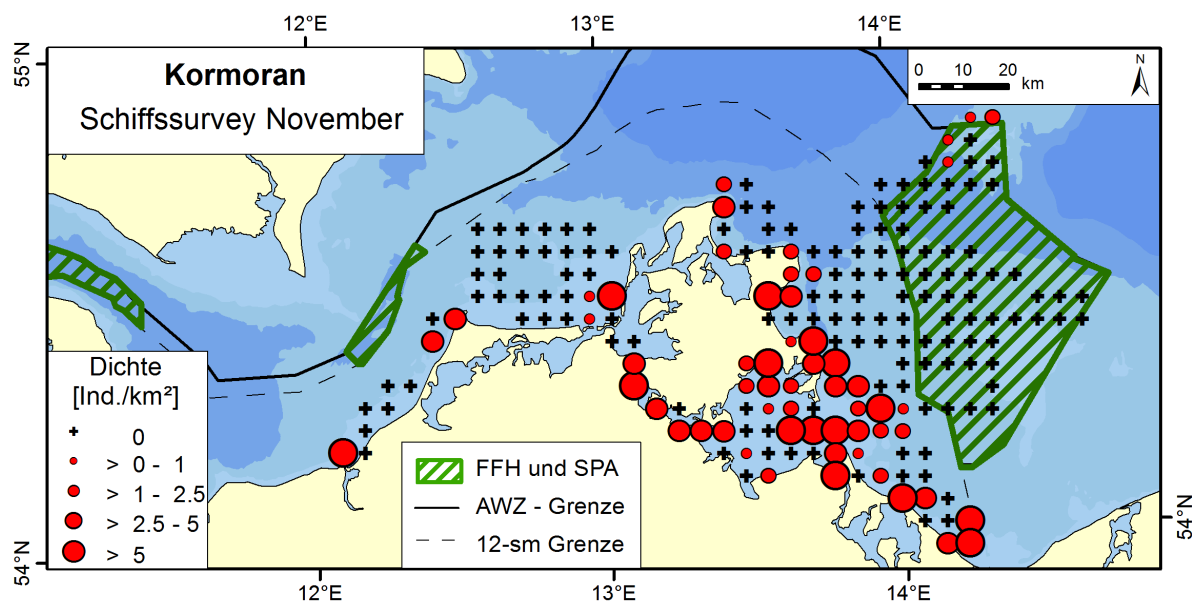 12°E 13°E 14°E
55°N
Kormoran
Schiffssurvey November
0 10 20
km
N
Dichte
[Ind./km²]
0
> 0 - 1
> 1 - 2.5
> 2.5 - 5
> 5
FFH und SPA
AWZ - Grenze
12-sm Grenze
54°N
54°N
12°E 13°E 14°E